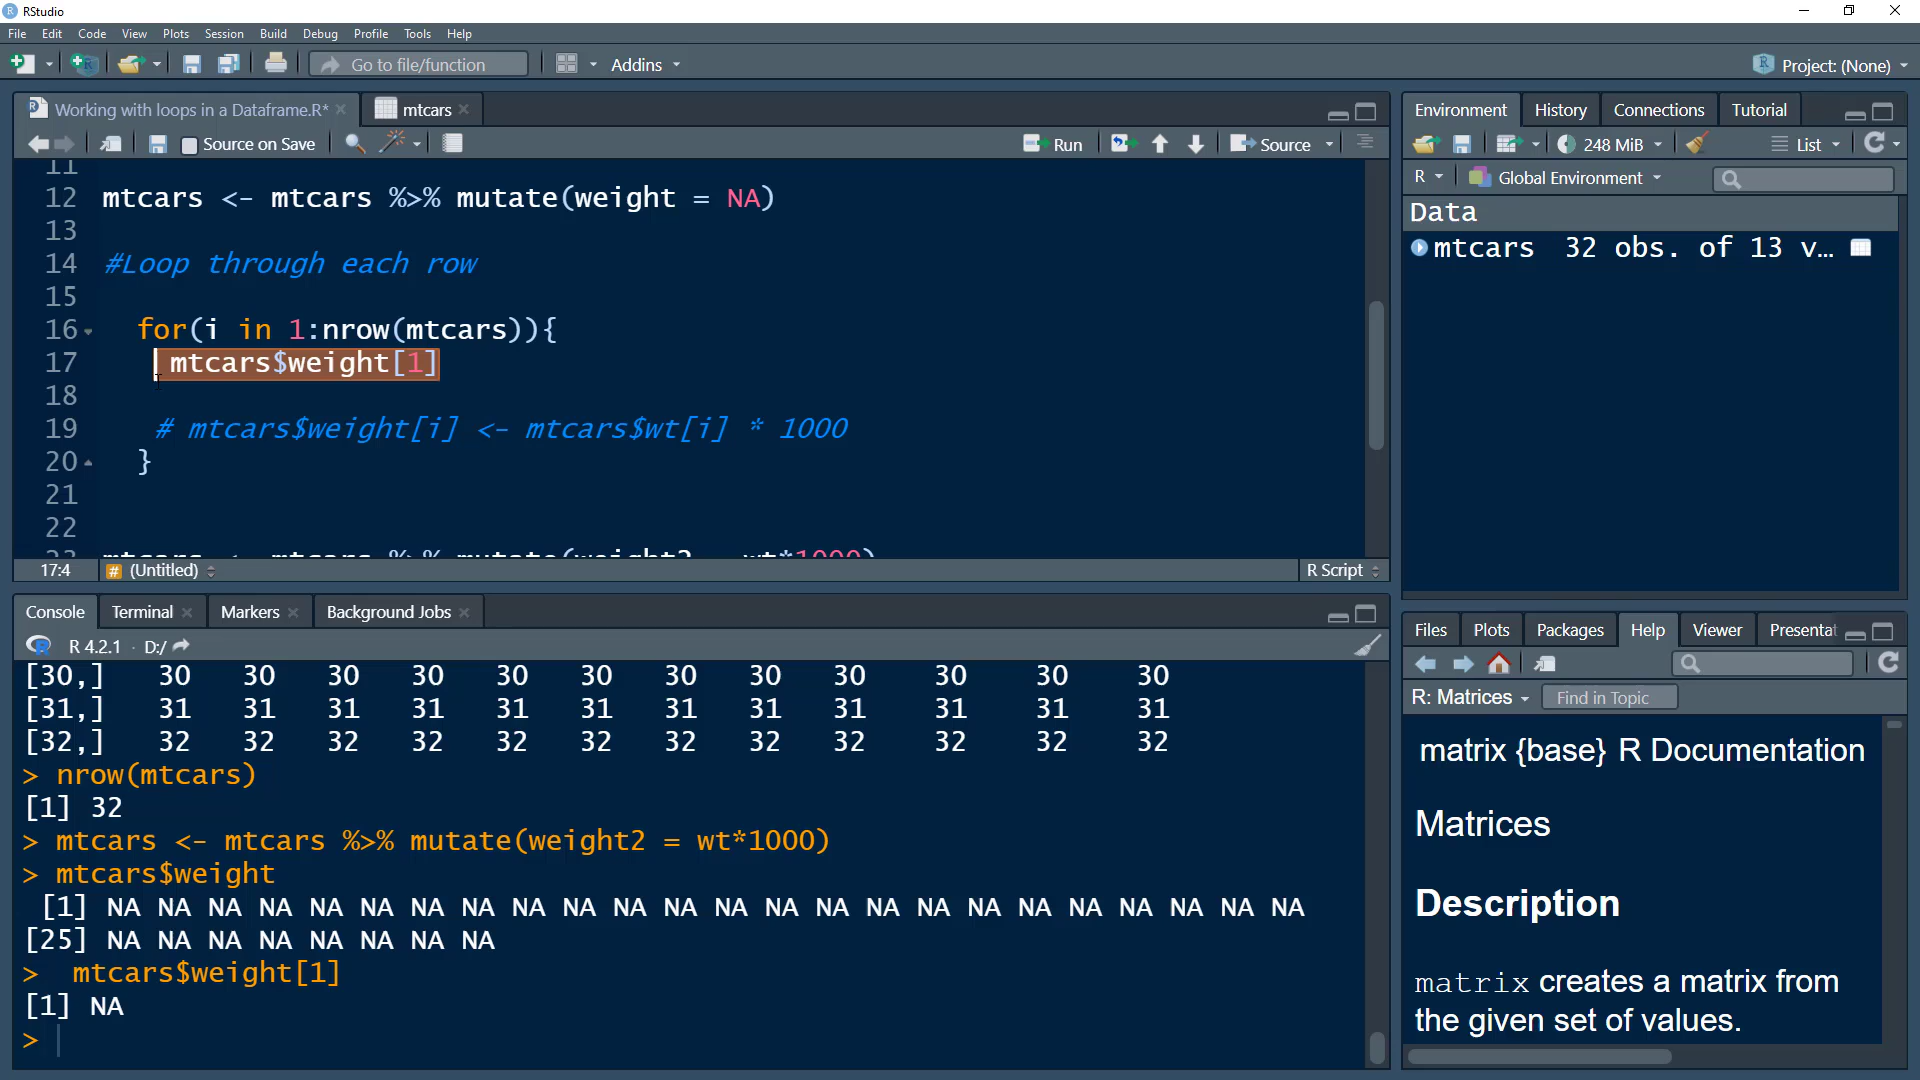 RStudio
File Edit Code View Plots Session Build Debug Profile Tools Help
Go to file/function Addins Project: (None)
Working with loops in a Dataframe.R* mtcars
Source on Save Run Source
11
12 mtcars <- mtcars %>% mutate(weight = NA)
13
14 #Loop through each row
15
16 for(i in 1:nrow(mtcars)){
17 mtcars$weight[1]
18
19 # mtcars$weight[i] <- mtcars$wt[i] * 1000
20 }
21
22
23 mtcars <- mtcars %>% mutate(weight2 = wt*1000)
17:4 # (Untitled) R Script
Console Terminal Markers Background Jobs
R 4.2.1 · D:/
[30,] 30 30 30 30 30 30 30 30 30 30 30 30
[31,] 31 31 31 31 31 31 31 31 31 31 31 31
[32,] 32 32 32 32 32 32 32 32 32 32 32 32
> nrow(mtcars)
[1] 32
> mtcars <- mtcars %>% mutate(weight2 = wt*1000)
> mtcars$weight
[1] NA NA NA NA NA NA NA NA NA NA NA NA NA NA NA NA NA NA NA NA NA NA NA NA
[25] NA NA NA NA NA NA NA NA
> mtcars$weight[1]
[1] NA
>
Environment History Connections Tutorial
248 MiB List
R Global Environment
Data
mtcars 32 obs. of 13 v...
Files Plots Packages Help Viewer Presentat
R: Matrices Find in Topic
matrix {base} R Documentation
Matrices
Description
matrix creates a matrix from
the given set of values.